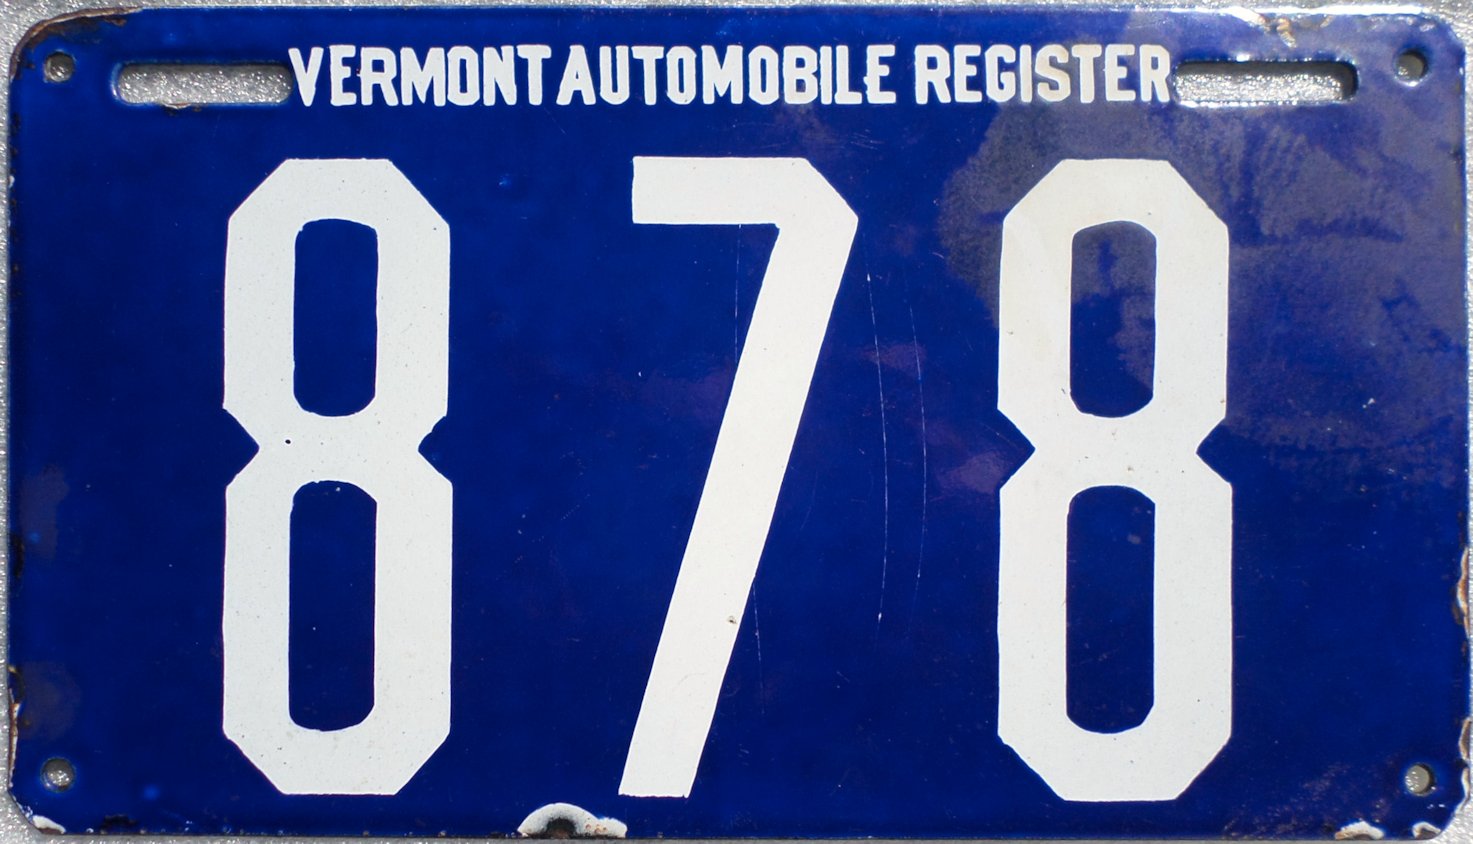 VERMONT AUTOMOBILE REGISTER
878